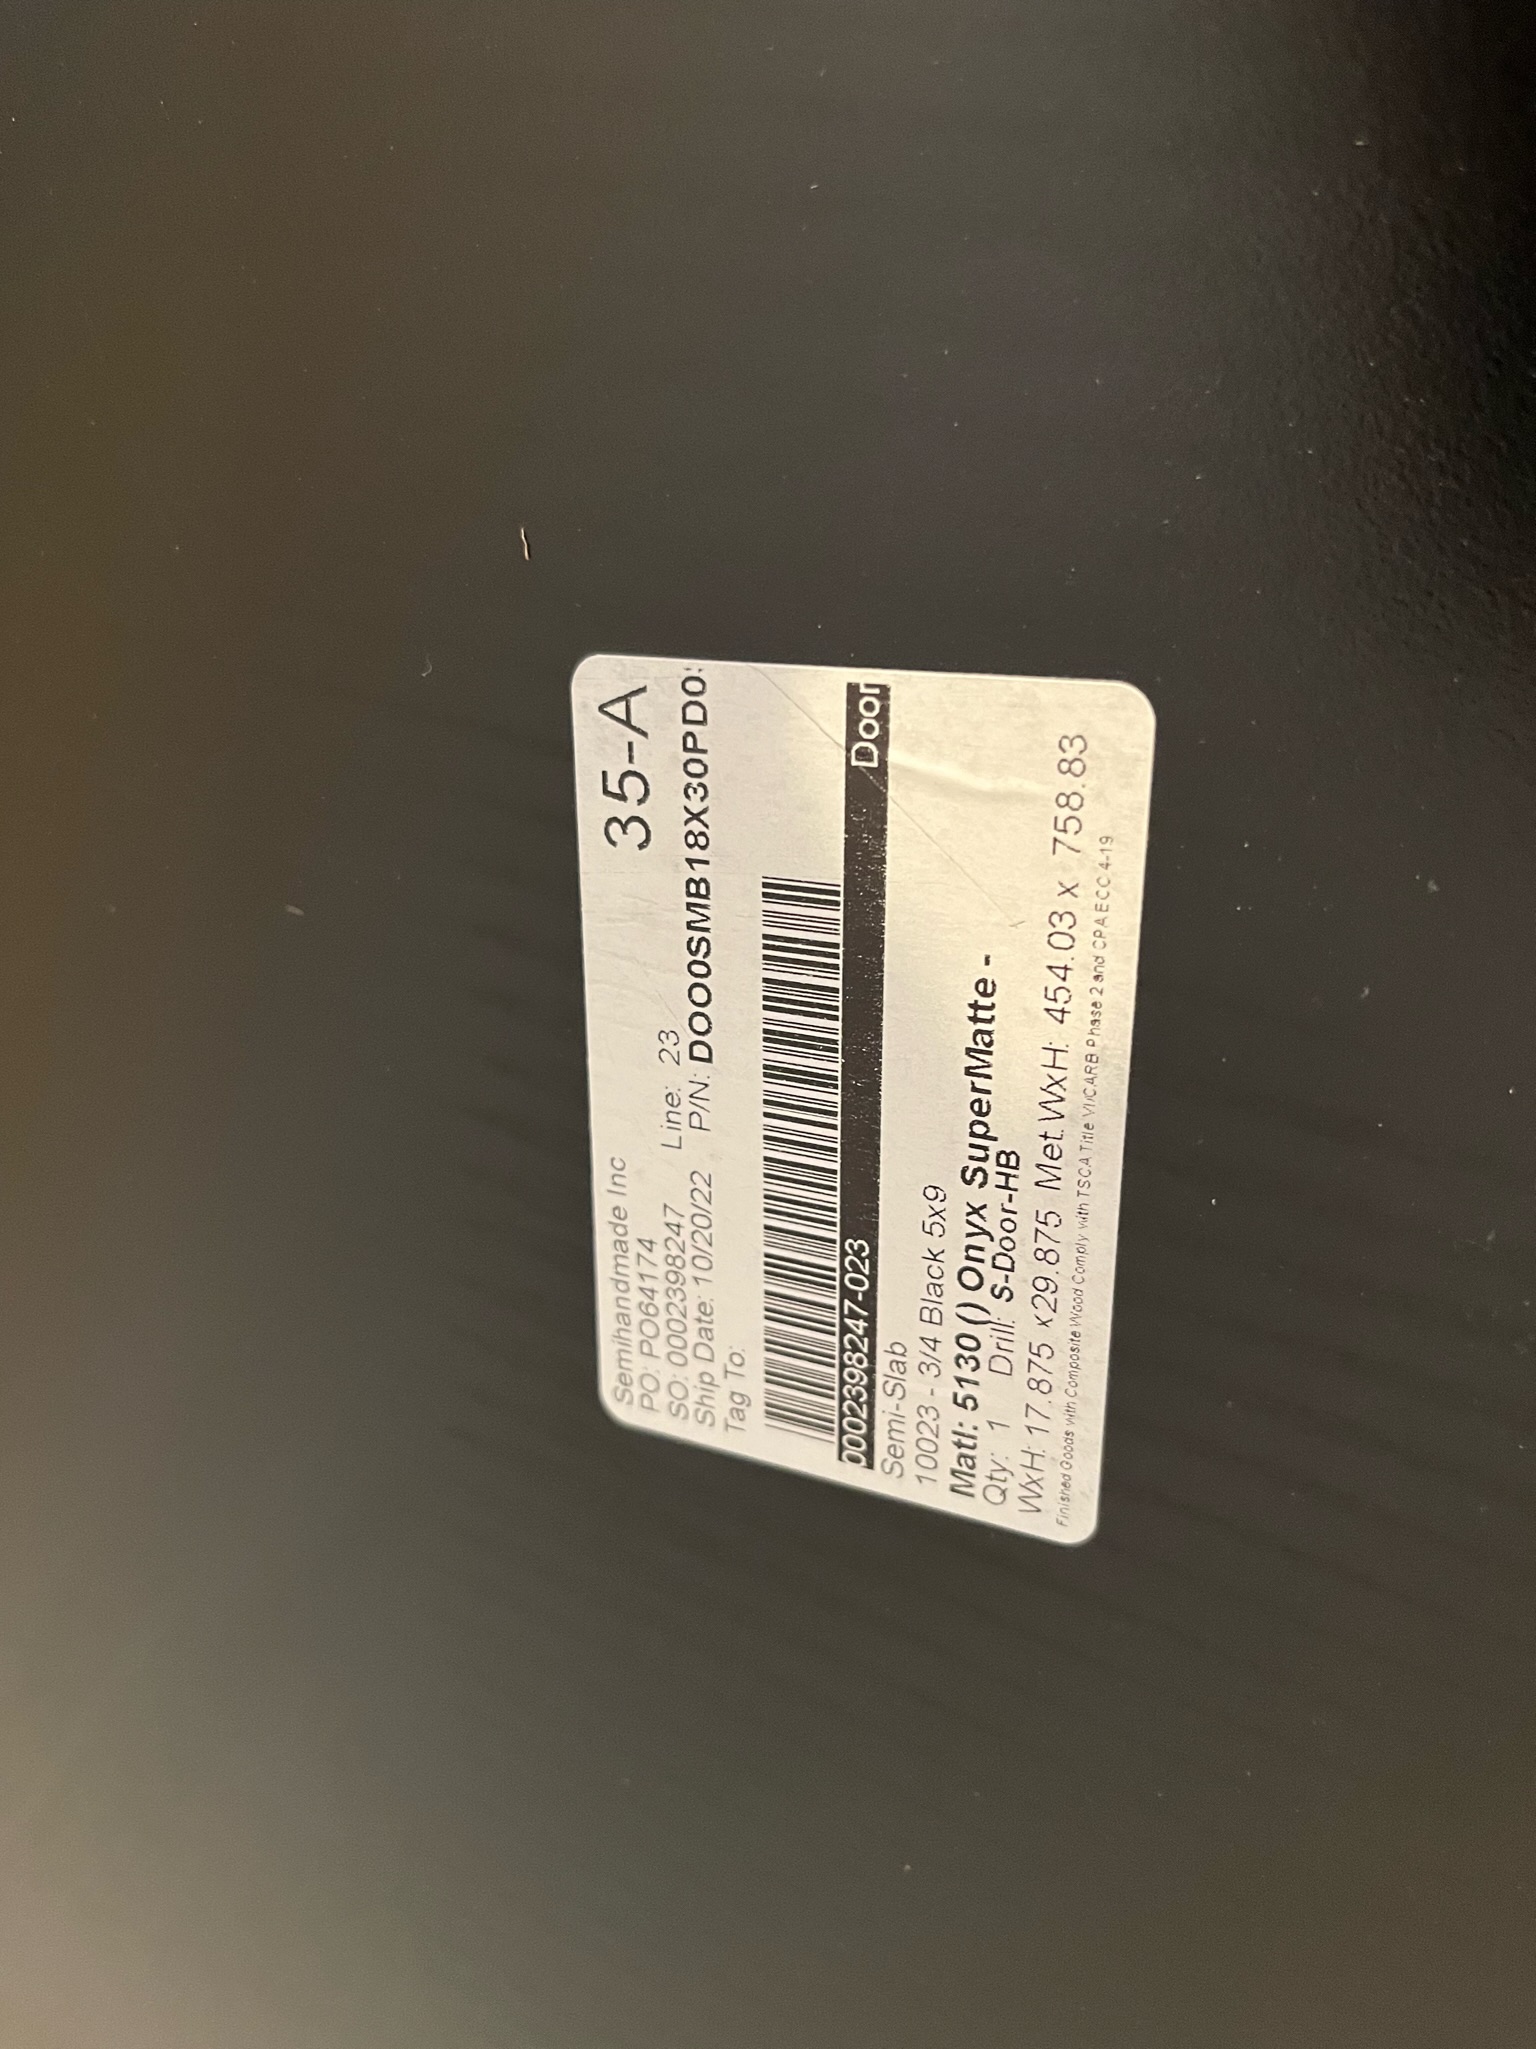 Semihandmade Inc 35-A
PO: PO64174
SO: 0002398247 Line: 23
Ship Date: 10/20/22 P/N: DOO0SMB18X30PD0
Tag To:
0002398247-023 Door
Semi-Slab
10023 - 3/4 Black 5x9
Matl: 5130 () Onyx SuperMatte -
Qty: 1 Drill: S-Door-HB
WxH: 17.875 x29.875 Met.WxH: 454.03 x 758.83
Finished Goods with Composite Wood Comply with TSCA Title VI/CARB Phase 2 and CPA ECC 4-19